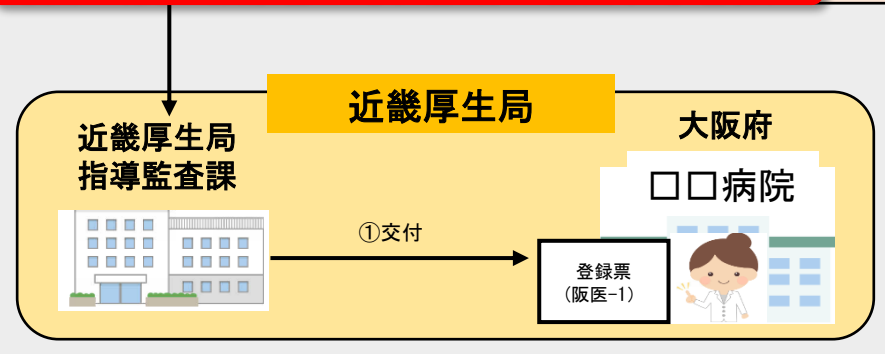 近畿厚生局
近畿厚生局
指導監査課
大阪府
□□病院
①交付
登録票
(阪医-1)